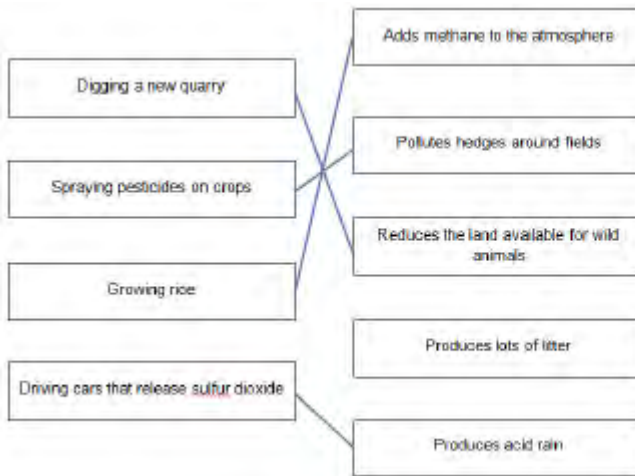 Adds methane to the atmosphere
Digging a new quarry
Pollutes hedges around fields
Spraying pesticides on crops
Reduces the land available for wild
animals
Growing rice
Produces lots of litter
Driving cars that release sulfur dioxide
Produces acid rain